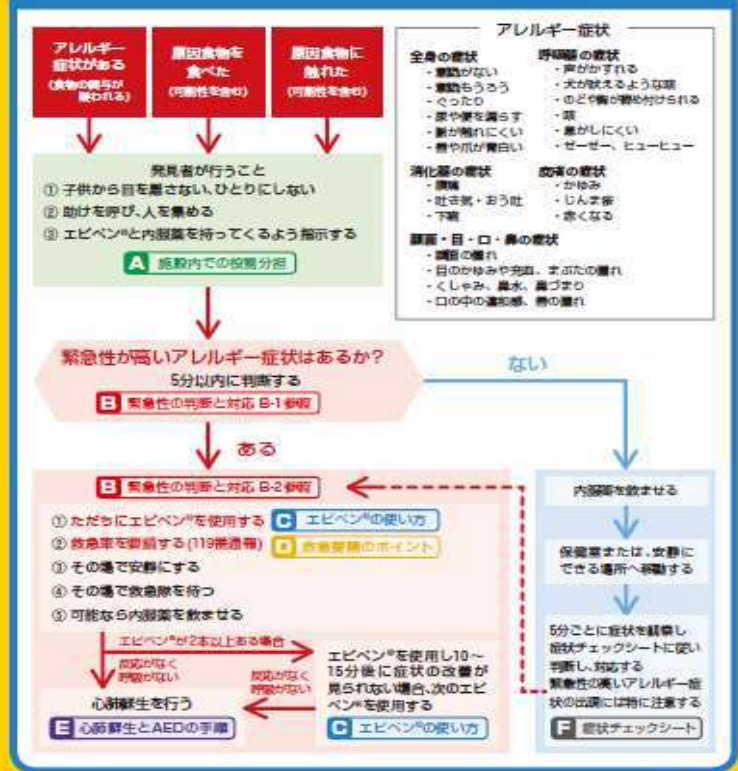 アレルギー
症状がある
(食物の関与が
疑われる)
原因食物を
食べた
(可能性を含む)
原因食物に
触れた
(可能性を含む)
発見者が行うこと
① 子供から目を離さない、ひとりにしない
② 助けを呼び、人を集める
③ エピペン®と内服薬を持ってくるよう指示する
A 施設内での役割分担
アレルギー症状
全身の症状
・意識がない
・意識もうろう
・ぐったり
・尿や便を漏らす
・脈が触れにくい
・唇や爪が青白い
呼吸器の症状
・声がかすれる
・犬が吠えるような咳
・のどや胸が締め付けられる
・咳
・息がしにくい
・ゼーゼー、ヒューヒュー
消化器の症状
・腹痛
・吐き気・おう吐
・下痢
皮膚の症状
・かゆみ
・じんま疹
・赤くなる
顔面・目・口・鼻の症状
・顔面の腫れ
・目のかゆみや充血、まぶたの腫れ
・くしゃみ、鼻水、鼻づまり
・口の中の違和感、唇の腫れ
緊急性が高いアレルギー症状はあるか?
5分以内に判断する
B 緊急性の判断と対応 B-1参照
ない
ある
B 緊急性の判断と対応 B-2参照
① ただちにエピペン®を使用する
C エピペン®の使い方
② 救急車を要請する(119番通報)
D 救急要請のポイント
③ その場で安静にする
④ その場で救急隊を待つ
⑤ 可能なら内服薬を飲ませる
エピペン®が2本以上ある場合
反応がなく
呼吸がない
エピペン®を使用し10〜
15分後に症状の改善が
見られない場合、次のエピ
ペン®を使用する
C エピペン®の使い方
反応がなく
呼吸がない
心肺蘇生を行う
E 心肺蘇生とAEDの手順
内服薬を飲ませる
保健室または、安静に
できる場所へ移動する
5分ごとに症状を観察し
症状チェックシートに従い
判断し、対応する
緊急性の高いアレルギー症
状の出現には特に注意する
F 症状チェックシート